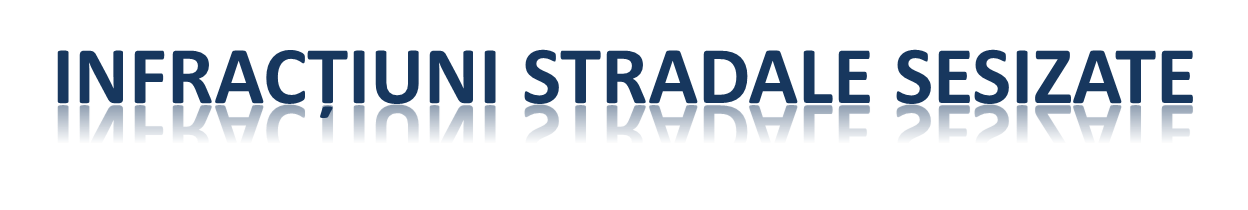 INFRACȚIUNI STRADALE SESIZATE